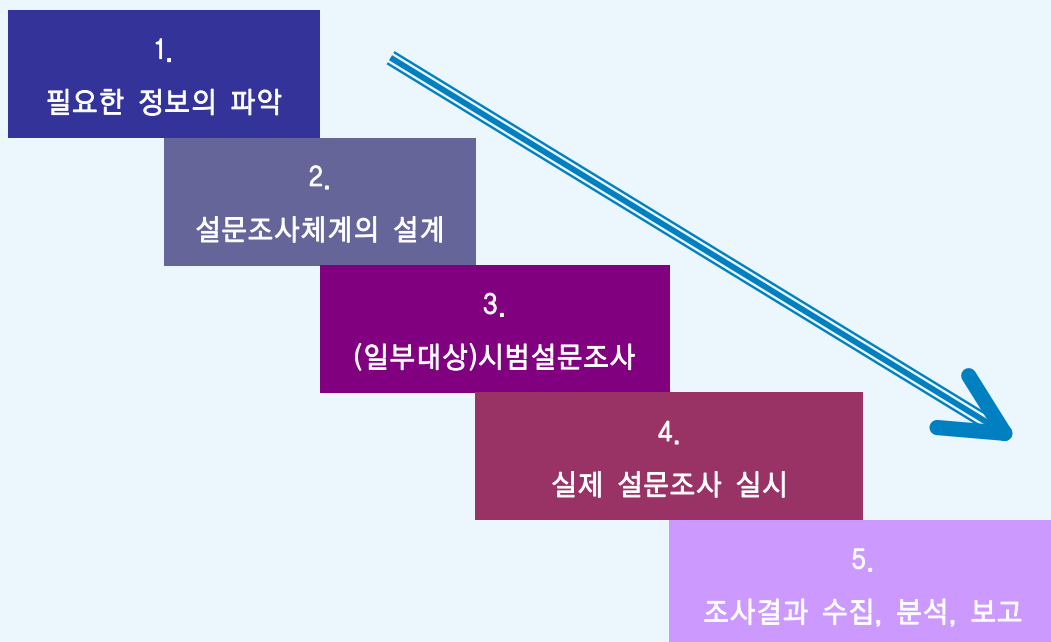 1.
필요한 정보의 파악
2.
설문조사체계의 설계
3.
(일부대상)시범설문조사
4.
실제 설문조사 실시
5.
조사결과 수집, 분석, 보고